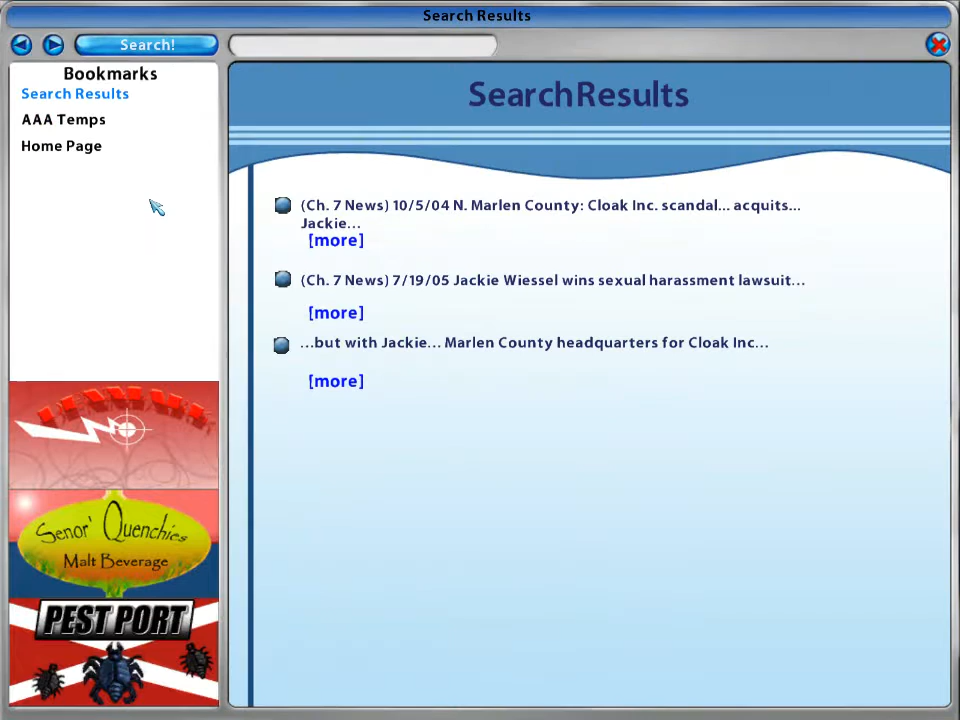 Search Results
Search!
Bookmarks
Search Results
AAA Temps
Home Page
Search Results
(Ch. 7 News) 10/5/04 N. Marlen County: Cloak Inc. scandal... acquits...
Jackie...
[more]
(Ch. 7 News) 7/19/05 Jackie Wiessel wins sexual harassment lawsuit...
[more]
...but with Jackie... Marlen County headquarters for Cloak Inc...
[more]
Senor' Quenchies
Malt Beverage
PEST PORT